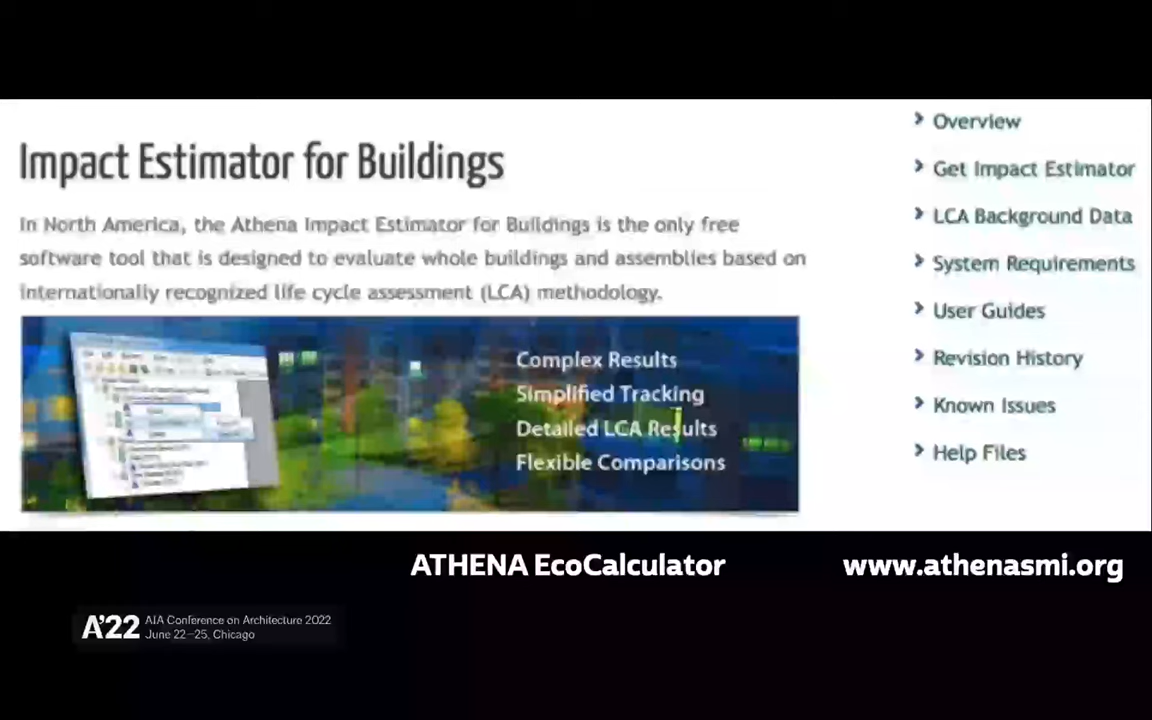 Impact Estimator for Buildings
In North America, the Athena Impact Estimator for Buildings is the only free
software tool that is designed to evaluate whole buildings and assemblies based on
internationally recognized life cycle assessment (LCA) methodology.
Complex Results
Simplified Tracking
Detailed LCA Results
Flexible Comparisons
Overview
Get Impact Estimator
LCA Background Data
System Requirements
User Guides
Revision History
Known Issues
Help Files
ATHENA EcoCalculator
www.athenasmi.org
A'22
AIA Conference on Architecture 2022
June 22–25, Chicago